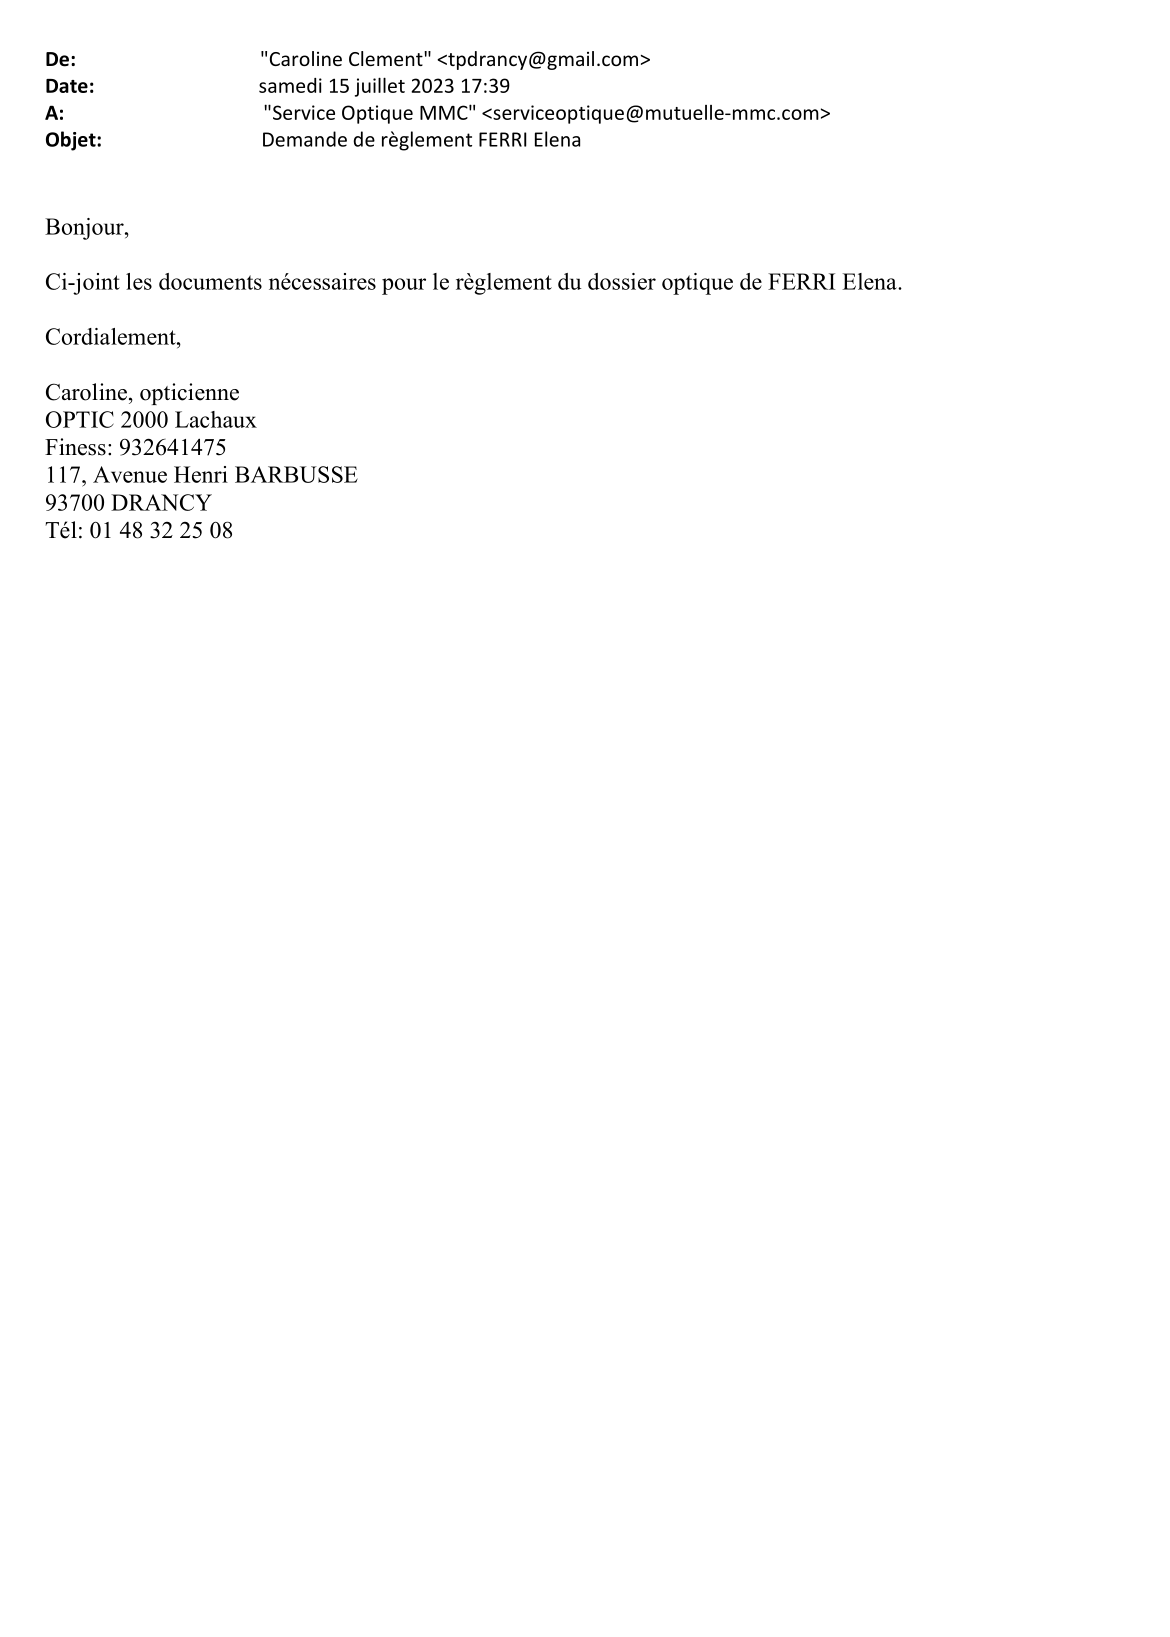 De: "Caroline Clement" <tpdrancy@gmail.com>
Date: samedi 15 juillet 2023 17:39
A: "Service Optique MMC" <serviceoptique@mutuelle-mmc.com>
Objet: Demande de règlement FERRI Elena
Bonjour,
Ci-joint les documents nécessaires pour le règlement du dossier optique de FERRI Elena.
Cordialement,
Caroline, opticienne
OPTIC 2000 Lachaux
Finess: 932641475
117, Avenue Henri BARBUSSE
93700 DRANCY
Tél: 01 48 32 25 08